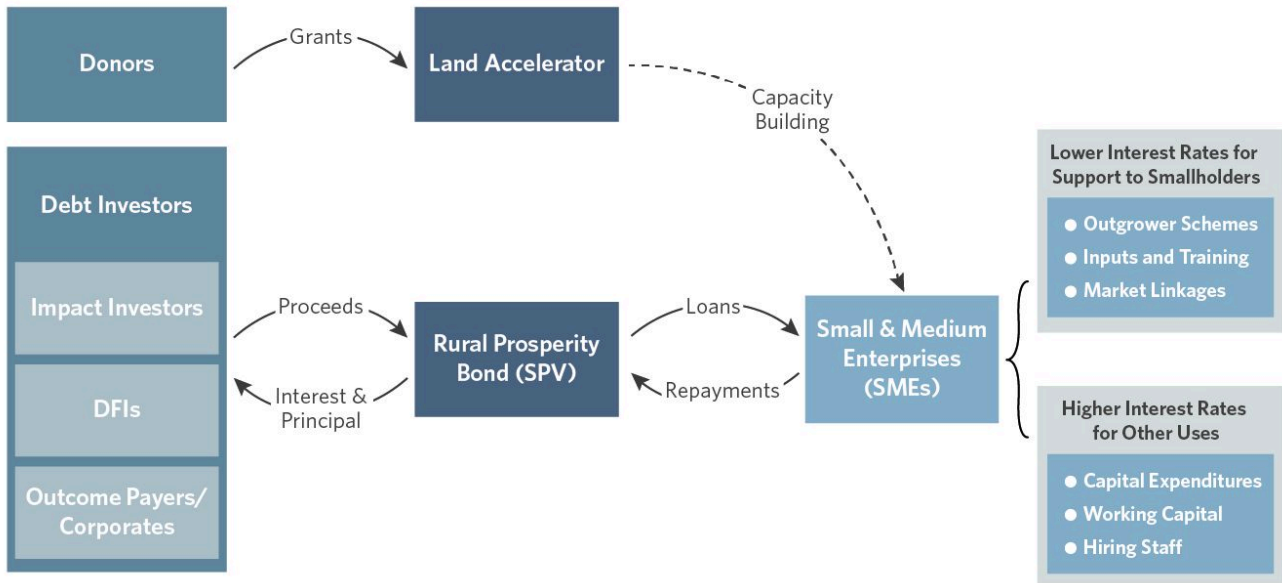 Donors
Grants
Land Accelerator
Capacity
Building
Debt Investors
Impact Investors
DFIs
Outcome Payers/
Corporates
Proceeds
Interest &
Principal
Rural Prosperity
Bond (SPV)
Loans
Repayments
Small & Medium
Enterprises
(SMEs)
Lower Interest Rates for
Support to Smallholders
● Outgrower Schemes
● Inputs and Training
● Market Linkages
Higher Interest Rates
for Other Uses
● Capital Expenditures
● Working Capital
● Hiring Staff